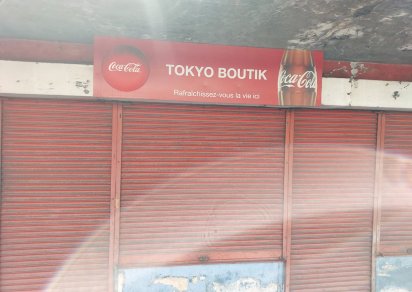 Coca-Cola
TOKYO BOUTIK
Rafraîchissez-vous la vie ici
Coca-Cola